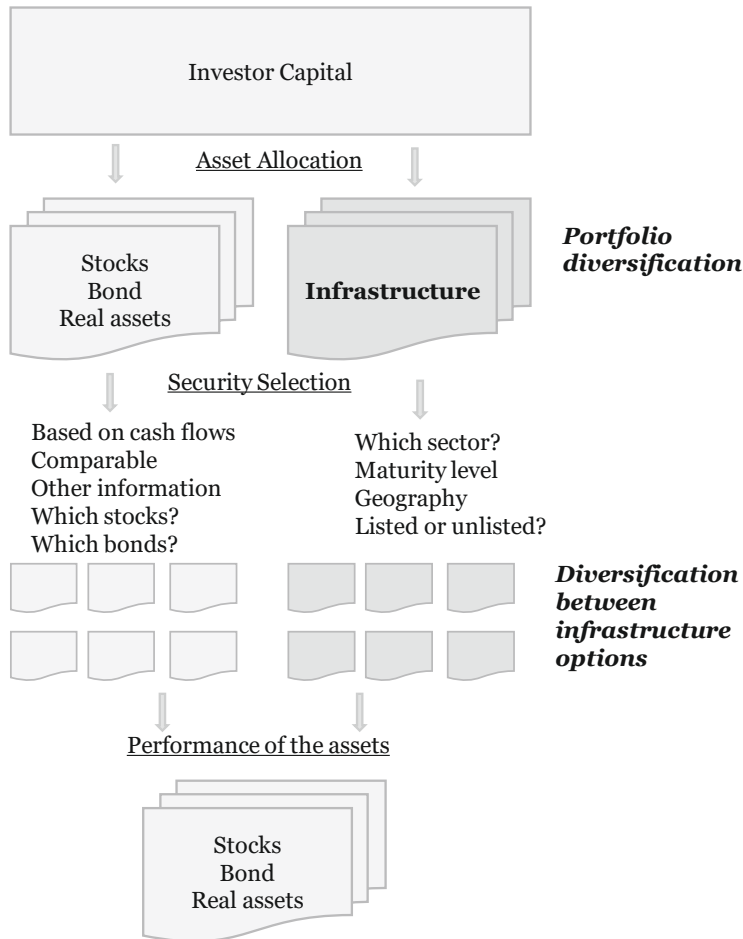 Investor Capital
Asset Allocation
Stocks
Bond
Real assets
Infrastructure
Portfolio
diversification
Security Selection
Based on cash flows
Comparable
Other information
Which stocks?
Which bonds?
Which sector?
Maturity level
Geography
Listed or unlisted?
Diversification
between
infrastructure
options
Performance of the assets
Stocks
Bond
Real assets